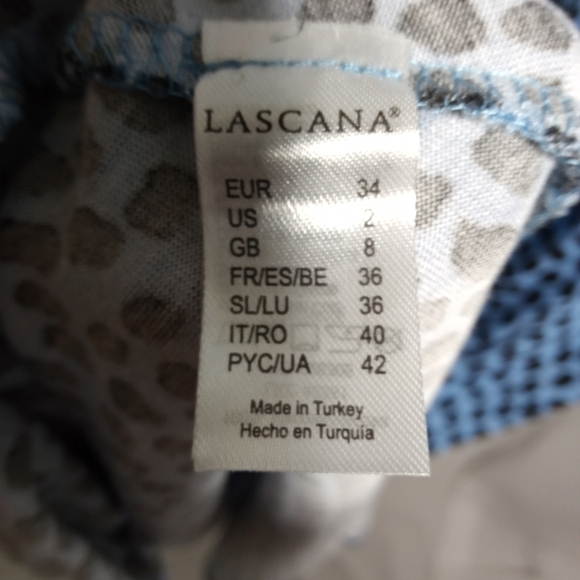 LASCANA®
EUR 34
US 2
GB 8
FR/ES/BE 36
SL/LU 36
IT/RO 40
PYC/UA 42
Made in Turkey
Hecho en Turquía